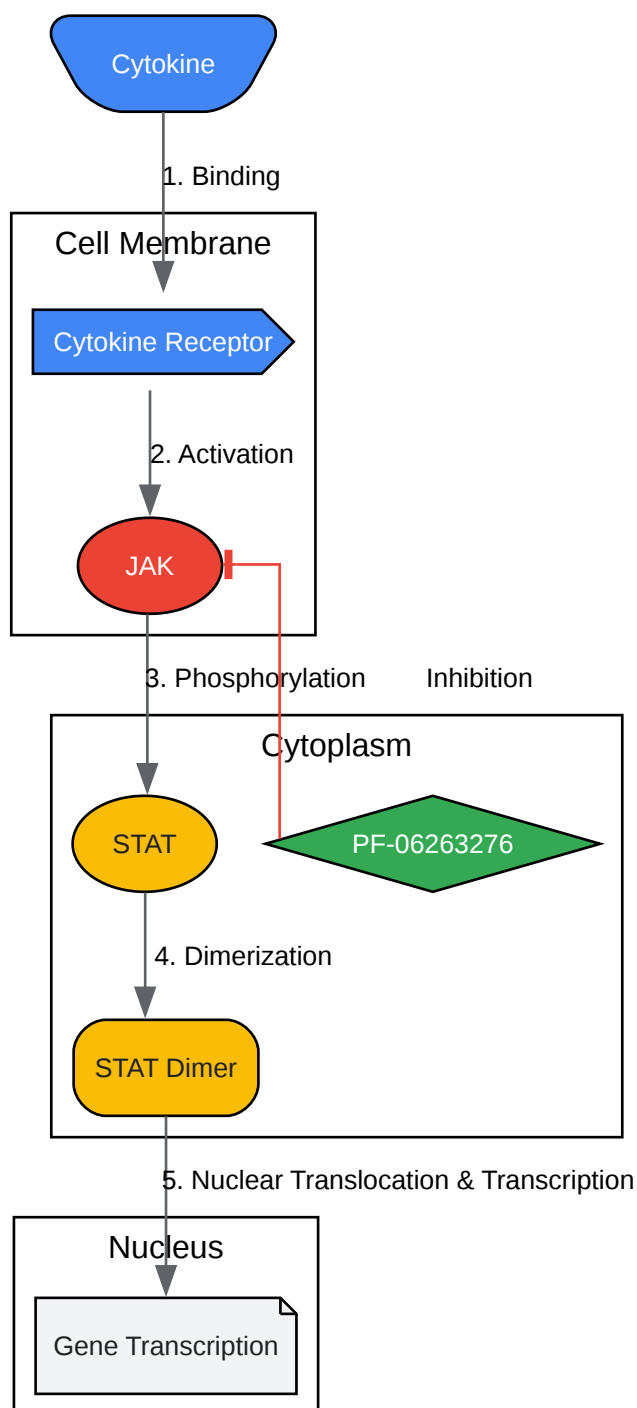 Cytokine
1. Binding
Cell Membrane
Cytokine Receptor
2. Activation
JAK
3. Phosphorylation
Inhibition
Cytoplasm
STAT
PF-06263276
4. Dimerization
STAT Dimer
5. Nuclear Translocation & Transcription
Nucleus
Gene Transcription